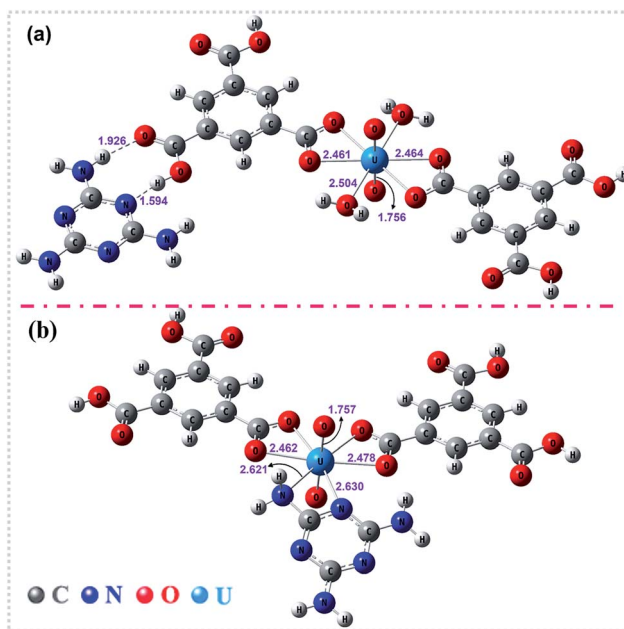 (a)
H
O O
C
H C H
C C O H
H
1.926 O C C O O
H C C O
H N H O 2.461 U 2.464 O H C O H
H H 1.594 2.504 C C C
N C N O O C C
N C N H H O 1.756 H C H
H N N H C O
H H O H
(b)
H
O C O C O H
H C H 1.757 H C
H O C C C O O C C H
C C C O C C O H
O H O 2.462 U 2.478 O H C
H 2.621 2.630 O
N O N
H C C N H
N N H
C
N H
H
C N O U